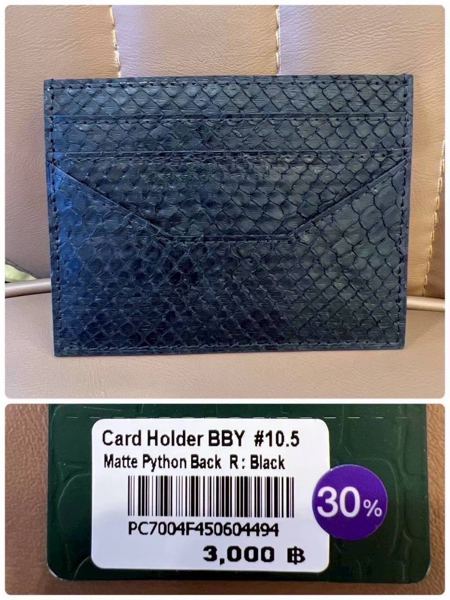 Card Holder BBY #10.5
Matte Python Back R : Black
PC7004F450604494
3,000 ฿
30%